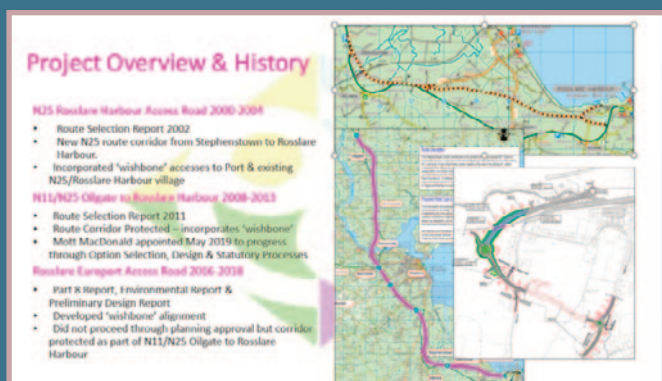 Project Overview & History
N25 Rosslare Harbour Access Road 2000-2004
• Route Selection Report 2002
• New N25 route corridor from Stephenstown to Rosslare
Harbour.
• Incorporated 'wishbone' accesses to Port & existing
N25/Rosslare Harbour village
N11/N25 Oilgate to Rosslare Harbour 2008-2013
• Route Selection Report 2011
• Route Corridor Protected – incorporates 'wishbone'
• Mott MacDonald appointed May 2019 to progress
through Option Selection, Design & Statutory Processes
Rosslare Europort Access Road 2016-2018
• Part 8 Report, Environmental Report &
Preliminary Design Report
• Developed 'wishbone' alignment
• Did not proceed through planning approval but corridor
protected as part of N11/N25 Oilgate to Rosslare
Harbour
ROSSLARE HARBOUR